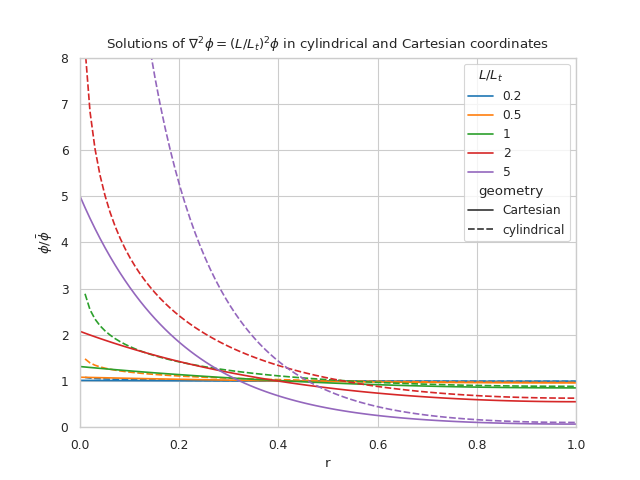 Solutions of ∇²ϕ = (L/Lₜ)²ϕ in cylindrical and Cartesian coordinates
8
7
6
5
4
3
2
1
0
ϕ/ϕ̄
0.0 0.2 0.4 0.6 0.8 1.0
r
L/Lₜ
0.2
0.5
1
2
5
geometry
Cartesian
cylindrical